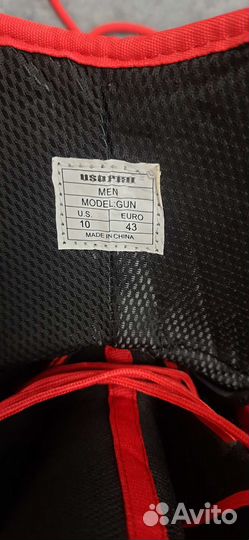 USD PRO
MEN
MODEL:GUN
U.S. EURO
10 43
MADE IN CHINA
Avito